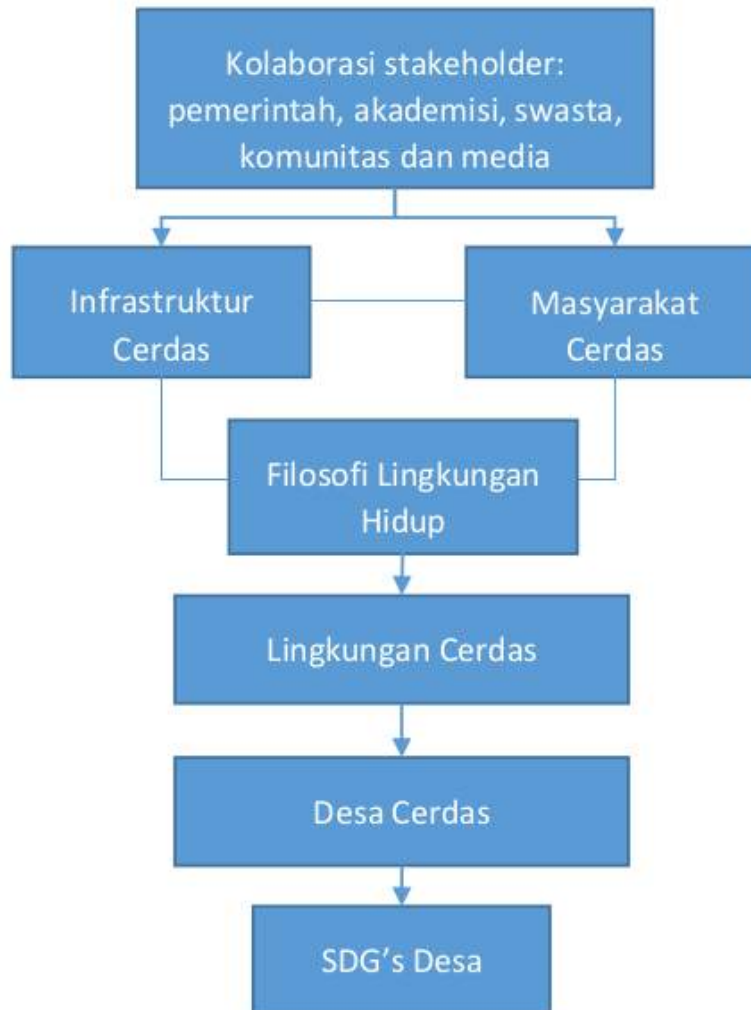 Kolaborasi stakeholder:
pemerintah, akademisi, swasta,
komunitas dan media
Infrastruktur
Cerdas
Masyarakat
Cerdas
Filosofi Lingkungan
Hidup
Lingkungan Cerdas
Desa Cerdas
SDG’s Desa